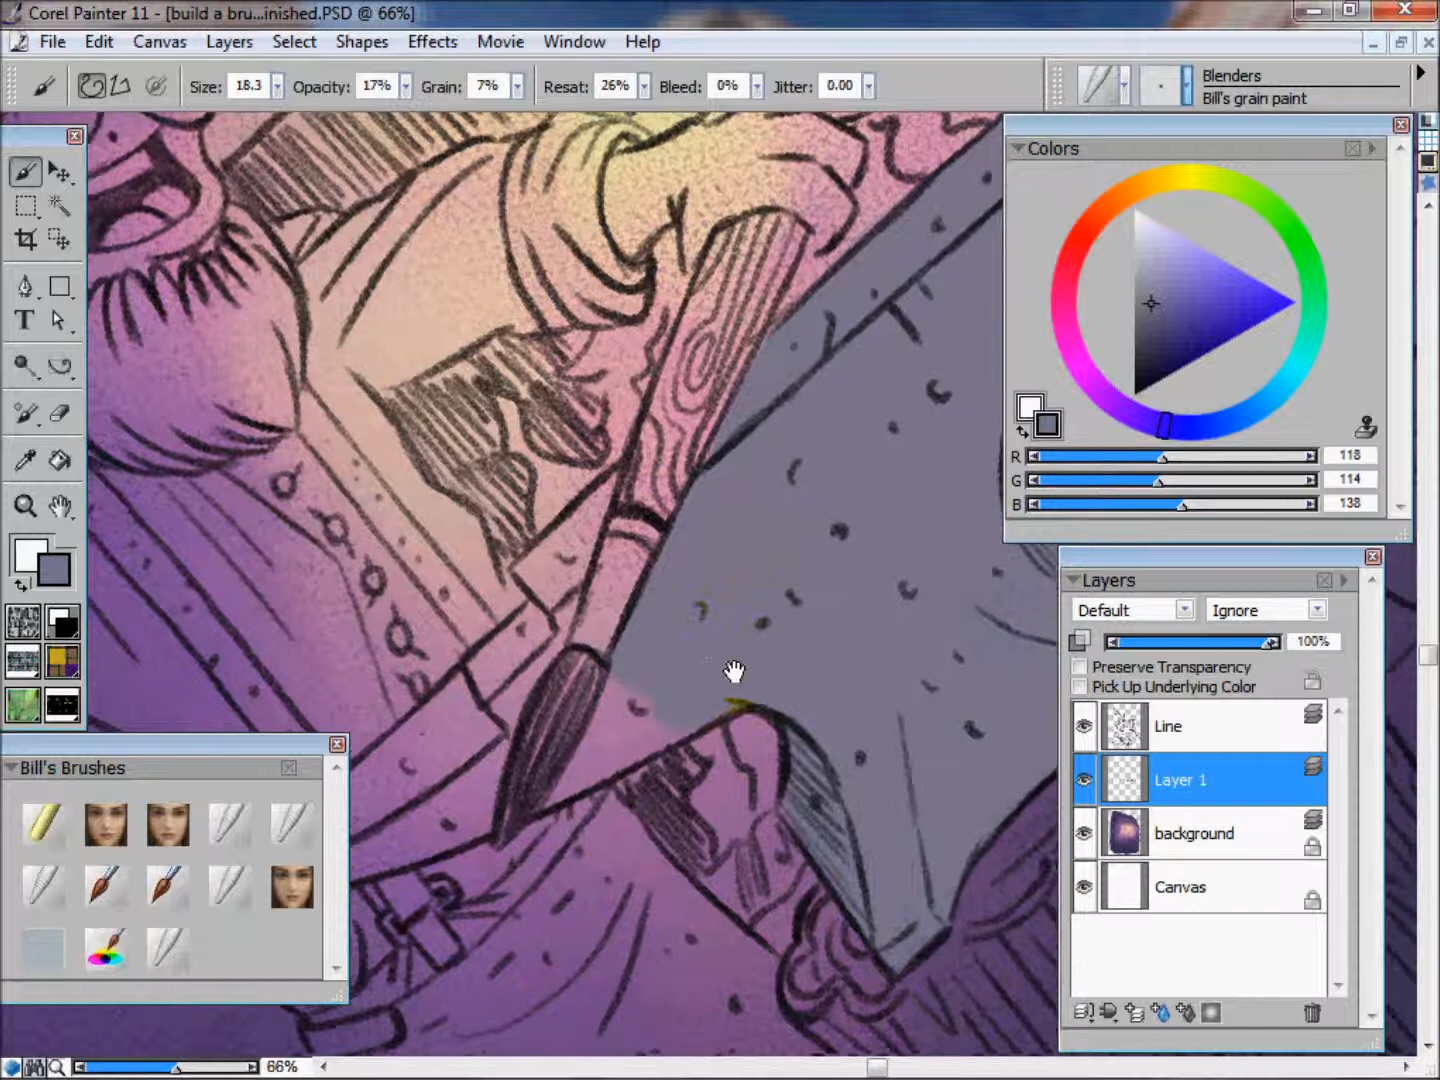 Corel Painter 11 - [build a bru...inished.PSD @ 66%]
File Edit Canvas Layers Select Shapes Effects Movie Window Help
Size: 18.3 Opacity: 17% Grain: 7% Resat: 26% Bleed: 0% Jitter: 0.00
Blenders
Bill's grain paint
Colors
R 118
G 114
B 138
Layers
Default Ignore
100%
Preserve Transparency
Pick Up Underlying Color
Line
Layer 1
background
Canvas
T
Bill's Brushes
66%